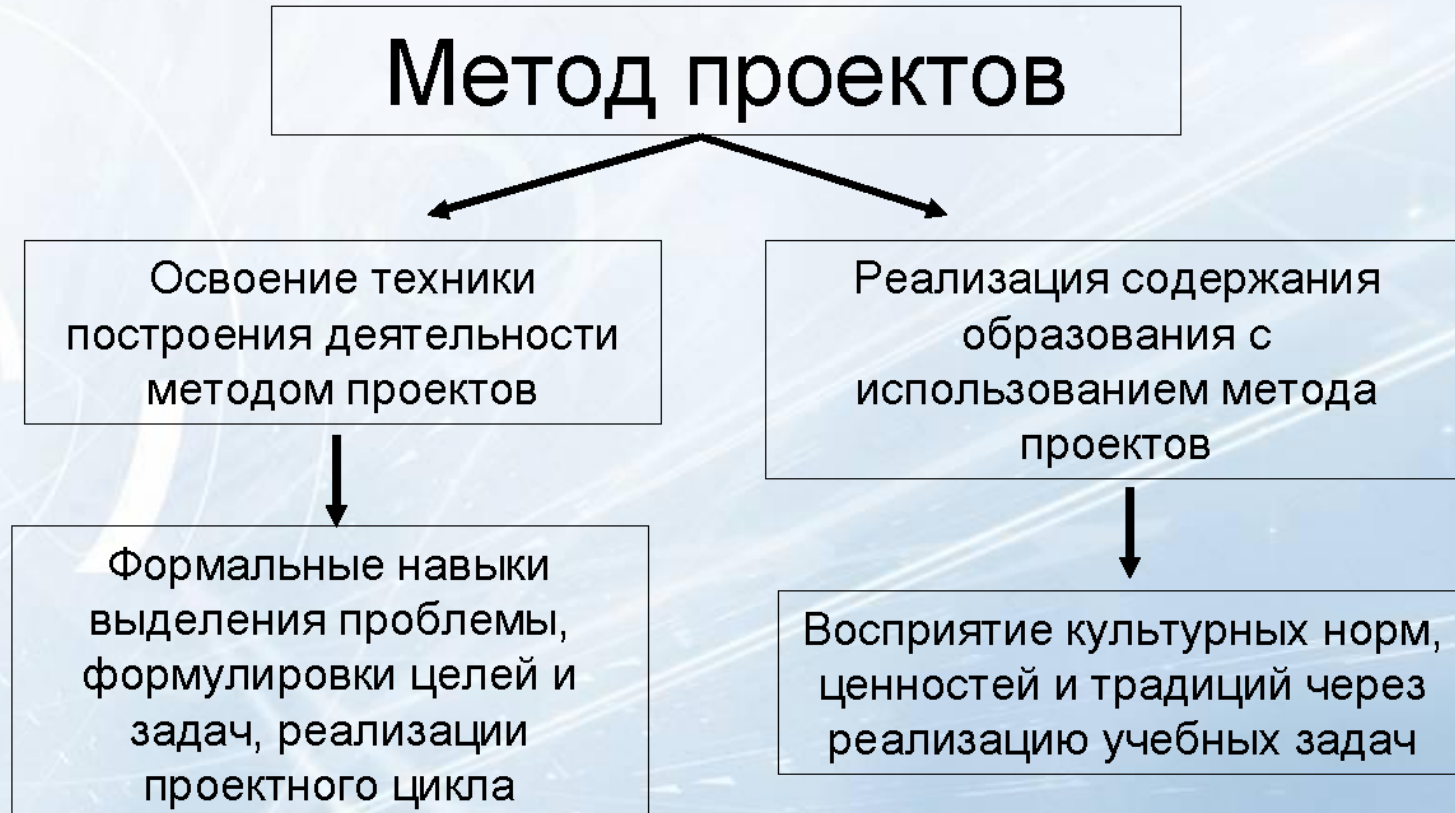 Метод проектов
Освоение техники
построения деятельности
методом проектов
Реализация содержания
образования с
использованием метода
проектов
Формальные навыки
выделения проблемы,
формулировки целей и
задач, реализации
проектного цикла
Восприятие культурных норм,
ценностей и традиций через
реализацию учебных задач